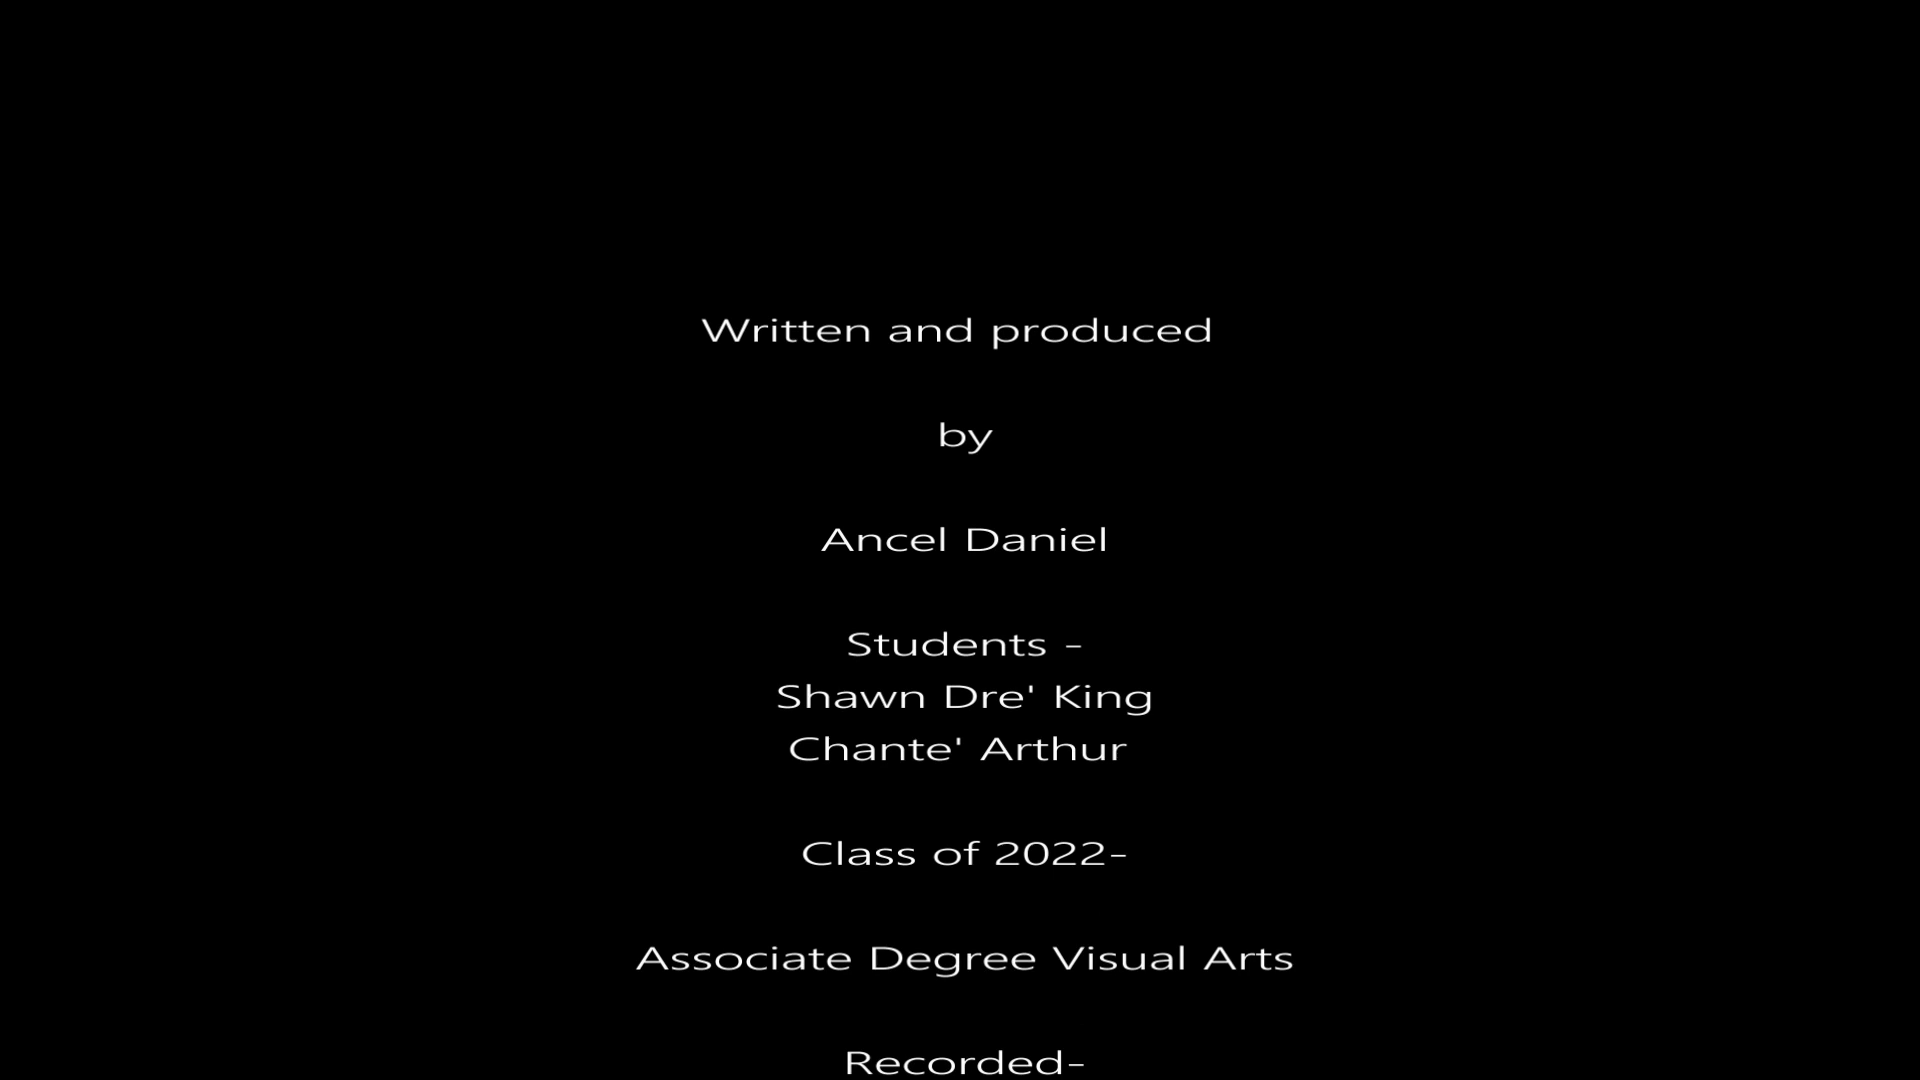 Written and produced
by
Ancel Daniel
Students -
Shawn Dre' King
Chante' Arthur
Class of 2022-
Associate Degree Visual Arts
Recorded-